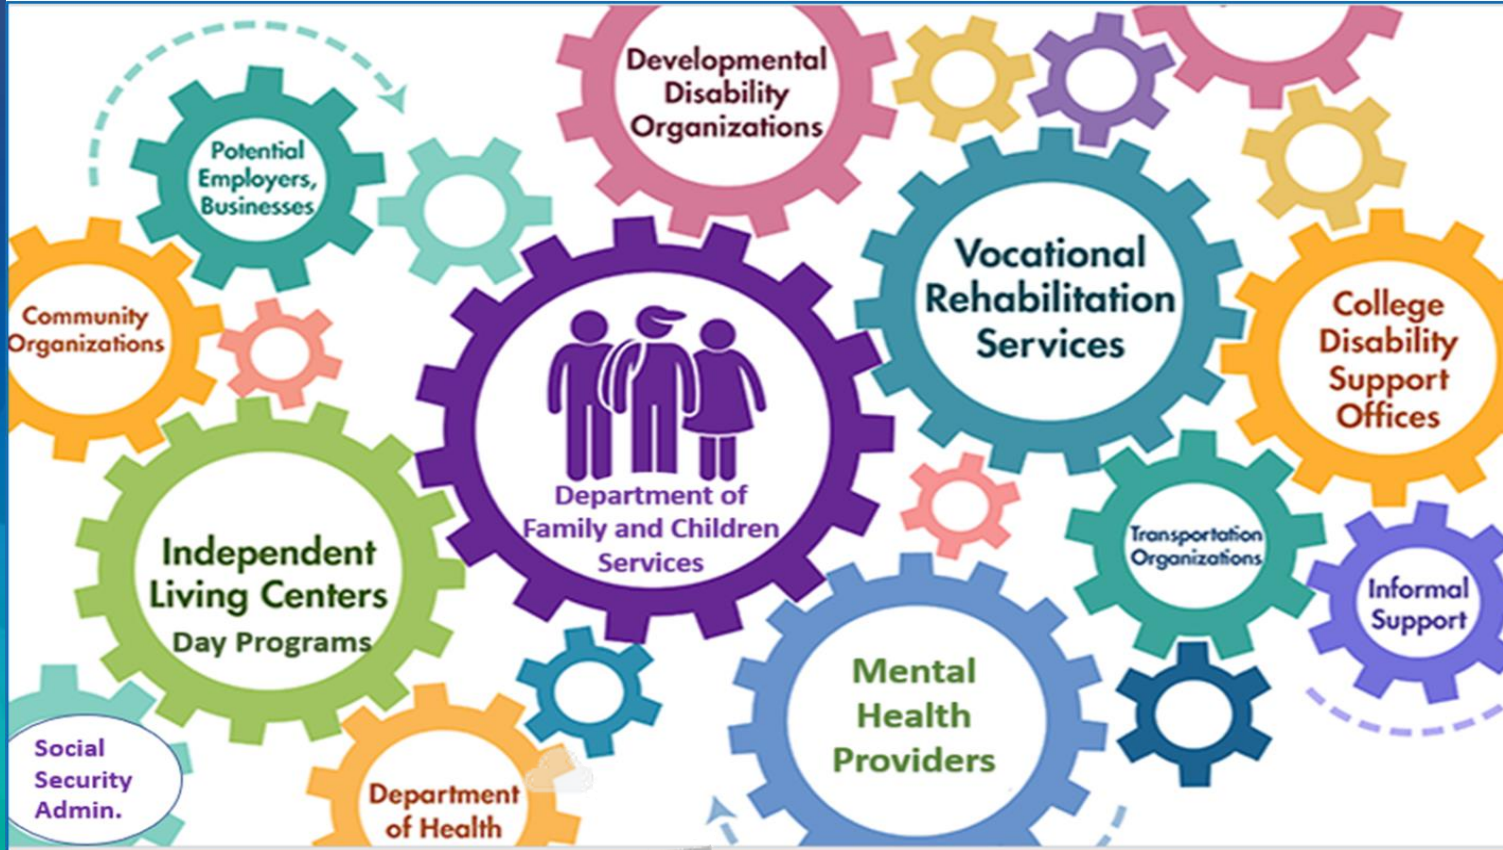 Developmental
Disability
Organizations
Potential
Employers,
Businesses
Vocational
Rehabilitation
Services
College
Disability
Support
Offices
Community
Organizations
Department of
Family and Children
Services
Independent
Living Centers
Day Programs
Transportation
Organizations
Informal
Support
Mental
Health
Providers
Social
Security
Admin.
Department
of Health